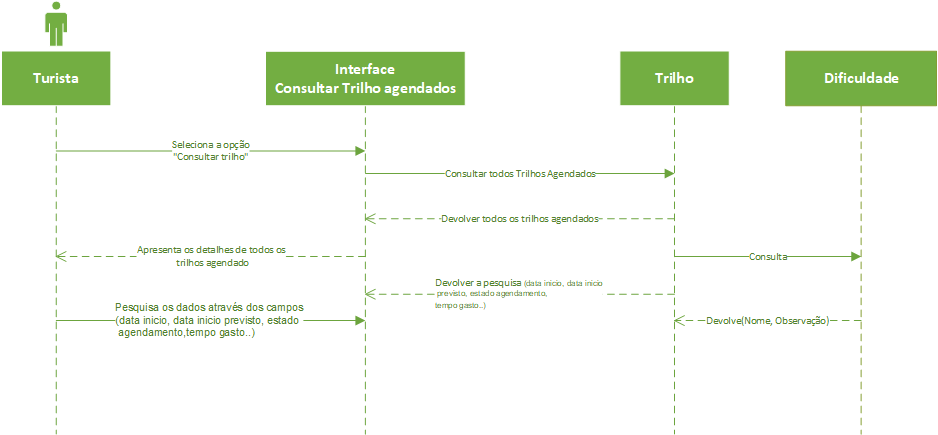 Turista
Interface
Consultar Trilho agendados
Trilho
Dificuldade
Seleciona a opção
"Consultar trilho"
Consultar todos Trilhos Agendados
Devolver todos os trilhos agendados
Apresenta os detalhes de todos os
trilhos agendado
Consulta
Devolver a pesquisa (data inicio, data inicio
previsto, estado agendamento,
tempo gasto..)
Pesquisa os dados através dos campos
(data inicio, data inicio previsto, estado
agendamento,tempo gasto..)
Devolve(Nome, Observação)